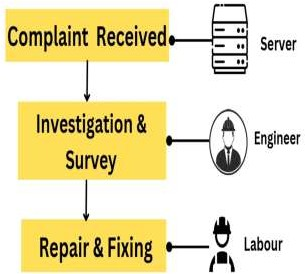 Complaint Received
Server
Investigation &
Survey
Engineer
Repair & Fixing
Labour